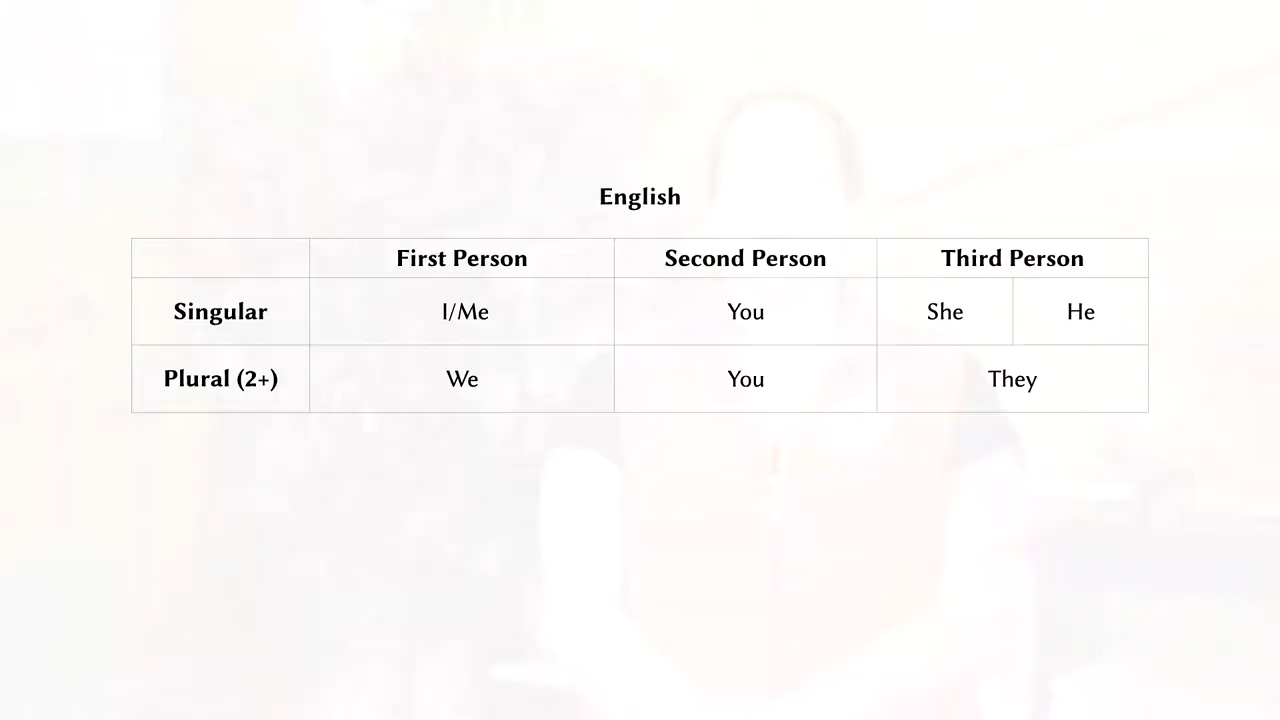 English
First Person Second Person Third Person
Singular I/Me You She He
Plural (2+) We You They